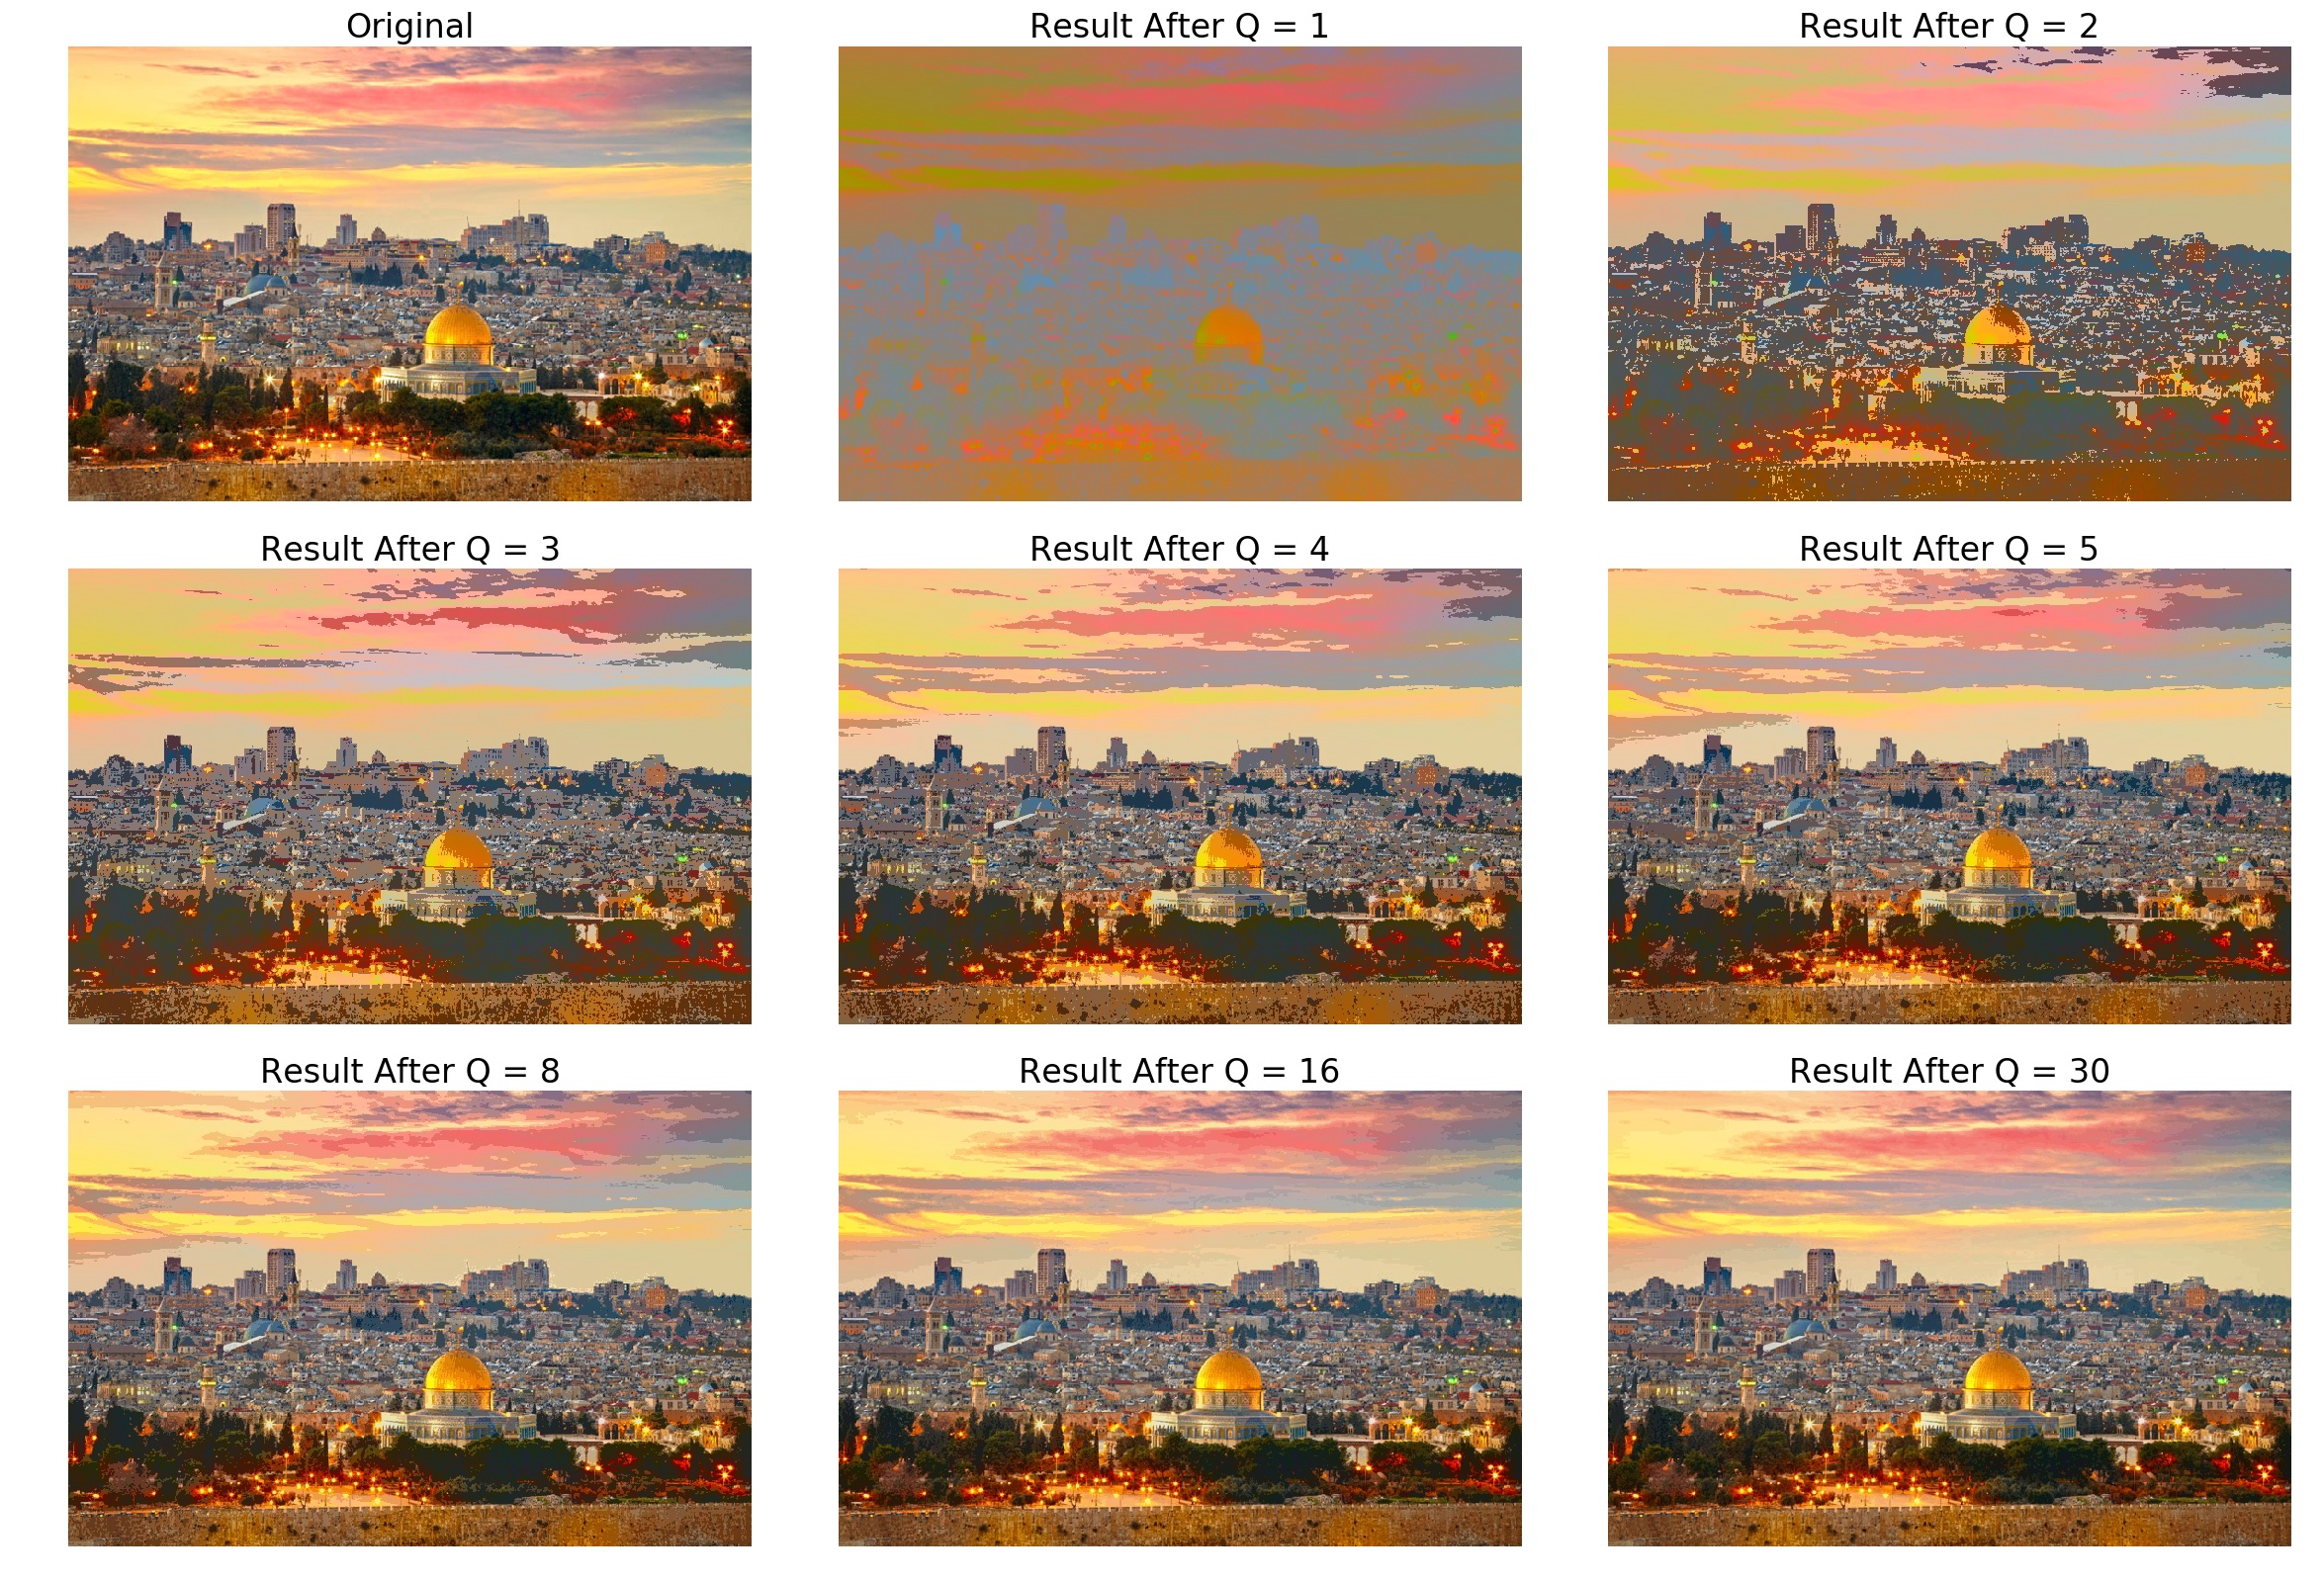 Original
Result After Q = 1
Result After Q = 2
Result After Q = 3
Result After Q = 4
Result After Q = 5
Result After Q = 8
Result After Q = 16
Result After Q = 30